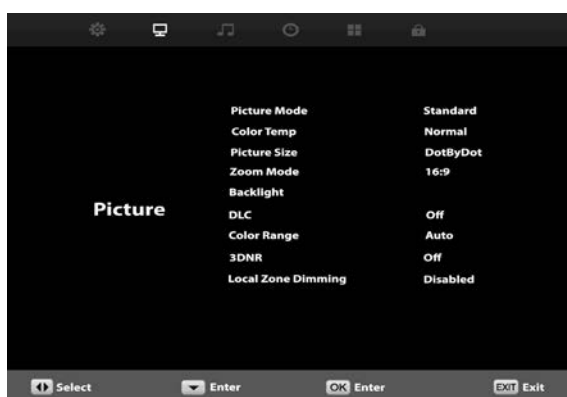 Picture Mode Standard
Color Temp Normal
Picture Size DotByDot
Zoom Mode 16:9
Backlight
Picture
DLC Off
Color Range Auto
3DNR Off
Local Zone Dimming Disabled
Select Enter OK Enter EXIT Exit